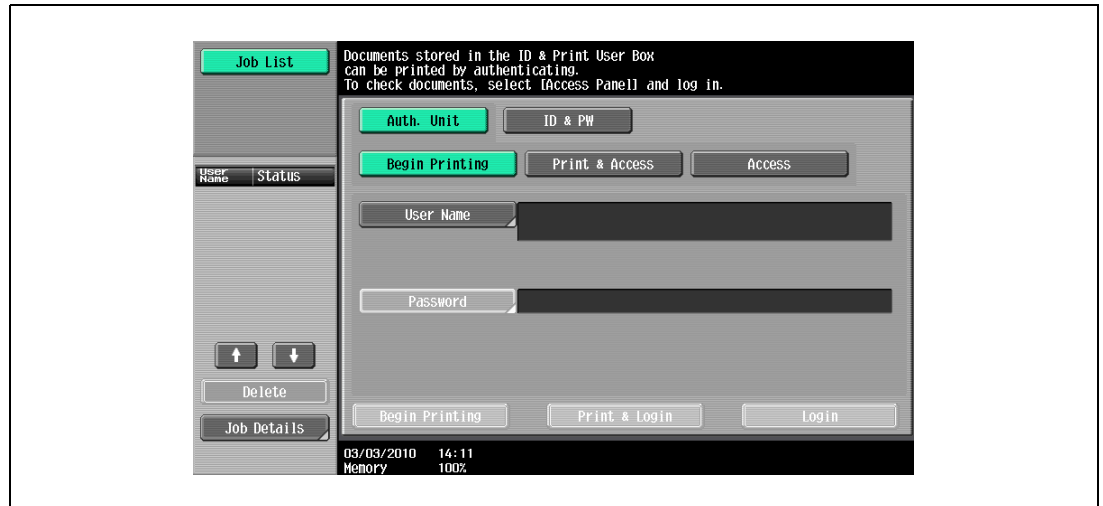 Job List
Documents stored in the ID & Print User Box
can be printed by authenticating.
To check documents, select [Access Panel] and log in.
Auth. Unit
ID & PW
Begin Printing
Print & Access
Access
User Name
Status
User Name
Password
Delete
Job Details
Begin Printing
Print & Login
Login
03/03/2010 14:11
Memory 100%